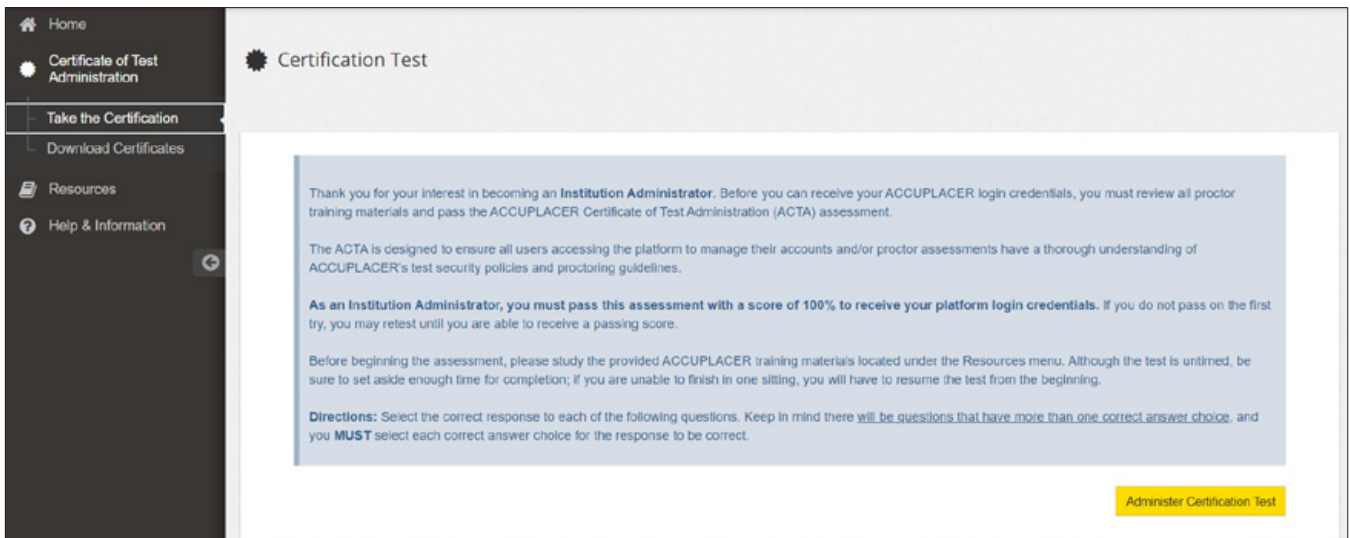 Home
Certificate of Test
Administration
Take the Certification
Download Certificates
Resources
Help & Information
Certification Test
Thank you for your interest in becoming an Institution Administrator. Before you can receive your ACCUPLACER login credentials, you must review all proctor
training materials and pass the ACCUPLACER Certificate of Test Administration (ACTA) assessment.
The ACTA is designed to ensure all users accessing the platform to manage their accounts and/or proctor assessments have a thorough understanding of
ACCUPLACER's test security policies and proctoring guidelines.
As an Institution Administrator, you must pass this assessment with a score of 100% to receive your platform login credentials. If you do not pass on the first
try, you may retest until you are able to receive a passing score.
Before beginning the assessment, please study the provided ACCUPLACER training materials located under the Resources menu. Although the test is untimed, be
sure to set aside enough time for completion; if you are unable to finish in one sitting, you will have to resume the test from the beginning.
Directions: Select the correct response to each of the following questions. Keep in mind there will be questions that have more than one correct answer choice, and
you MUST select each correct answer choice for the response to be correct.
Administer Certification Test